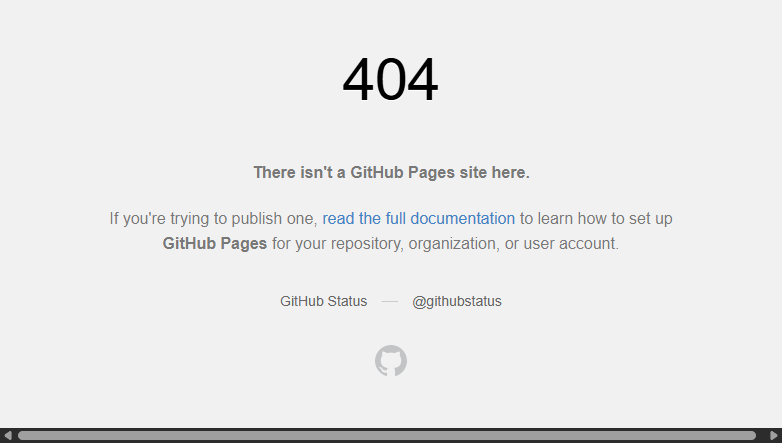 404
There isn't a GitHub Pages site here.
If you're trying to publish one, read the full documentation to learn how to set up
GitHub Pages for your repository, organization, or user account.
GitHub Status — @githubstatus